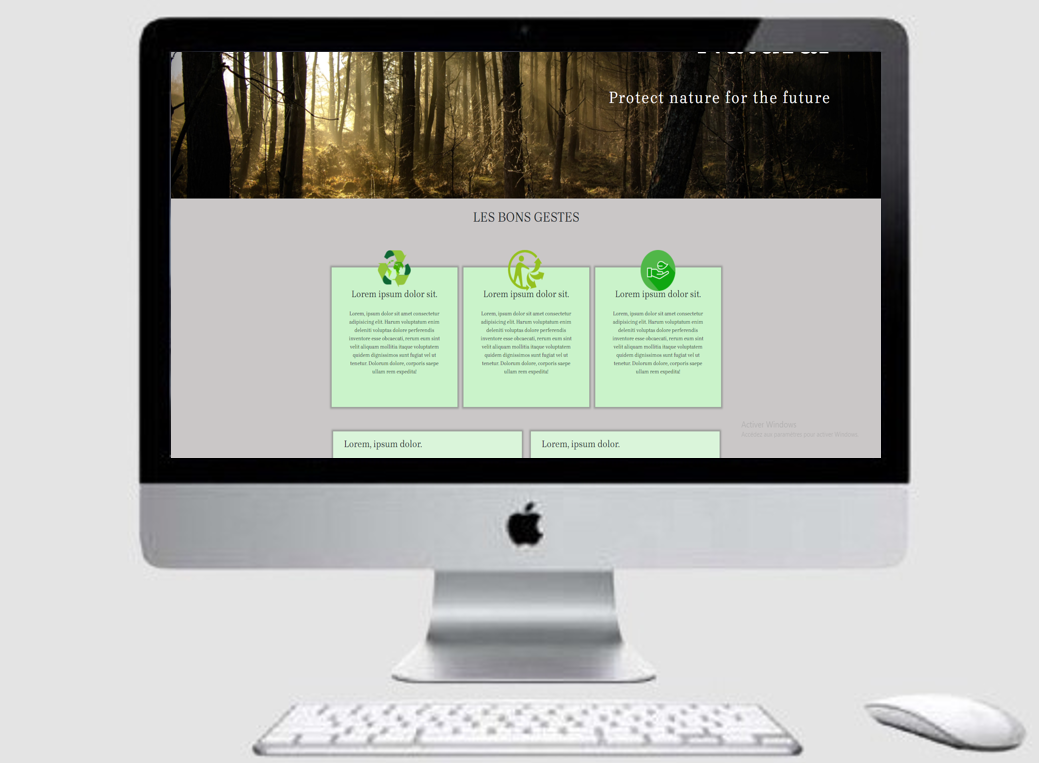 Protect nature for the future
LES BONS GESTES
Lorem ipsum dolor sit.
Lorem, ipsum dolor sit amet consectetur
adipisicing elit. Harum voluptatum enim
deleniti voluptas dolore perferendis
inventore esse obcaecati, rerum eum sint
velit aliquam mollitia itaque voluptatem
quidem dignissimos sunt fugiat vel ut
tenetur. Dolorum dolore, corporis saepe
ullam rem expedita!
Lorem ipsum dolor sit.
Lorem, ipsum dolor sit amet consectetur
adipisicing elit. Harum voluptatum enim
deleniti voluptas dolore perferendis
inventore esse obcaecati, rerum eum sint
velit aliquam mollitia itaque voluptatem
quidem dignissimos sunt fugiat vel ut
tenetur. Dolorum dolore, corporis saepe
ullam rem expedita!
Lorem ipsum dolor sit.
Lorem, ipsum dolor sit amet consectetur
adipisicing elit. Harum voluptatum enim
deleniti voluptas dolore perferendis
inventore esse obcaecati, rerum eum sint
velit aliquam mollitia itaque voluptatem
quidem dignissimos sunt fugiat vel ut
tenetur. Dolorum dolore, corporis saepe
ullam rem expedita!
Lorem, ipsum dolor.
Lorem, ipsum dolor.
Activer Windows